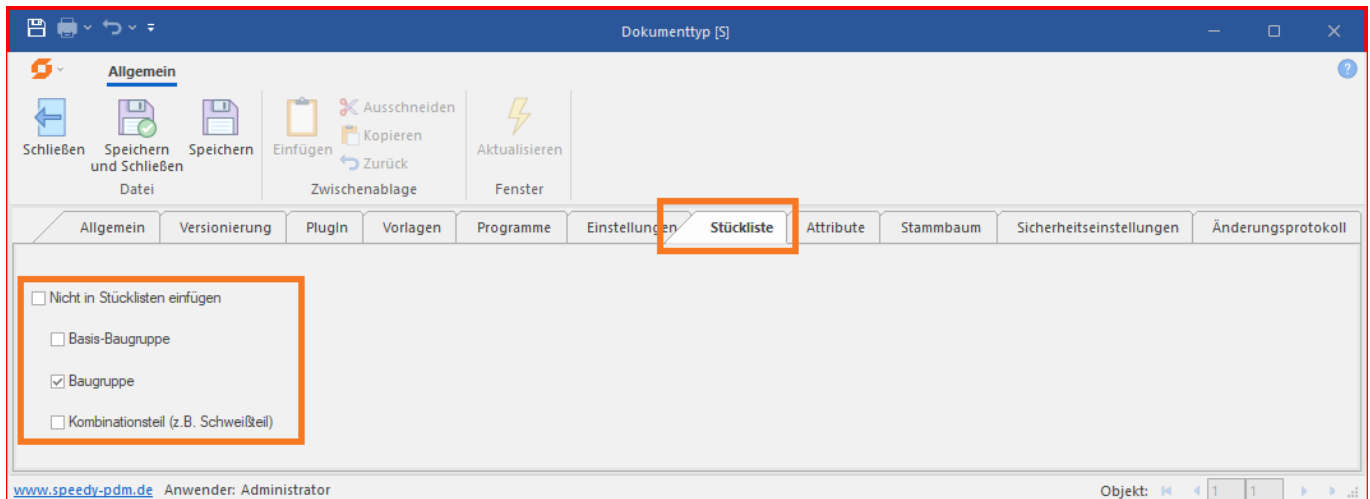 Dokumenttyp [S]
Allgemein
Schließen
Speichern und Schließen
Speichern
Einfügen
Ausschneiden
Kopieren
Zurück
Aktualisieren
Datei
Zwischenablage
Fenster
Allgemein Versionierung PlugIn Vorlagen Programme Einstellungen Stückliste Attribute Stammbaum Sicherheitseinstellungen Änderungsprotokoll
Nicht in Stücklisten einfügen
Basis-Baugruppe
Baugruppe
Kombinationsteil (z.B. Schweißteil)
www.speedy-pdm.de Anwender: Administrator Objekt: 1 1